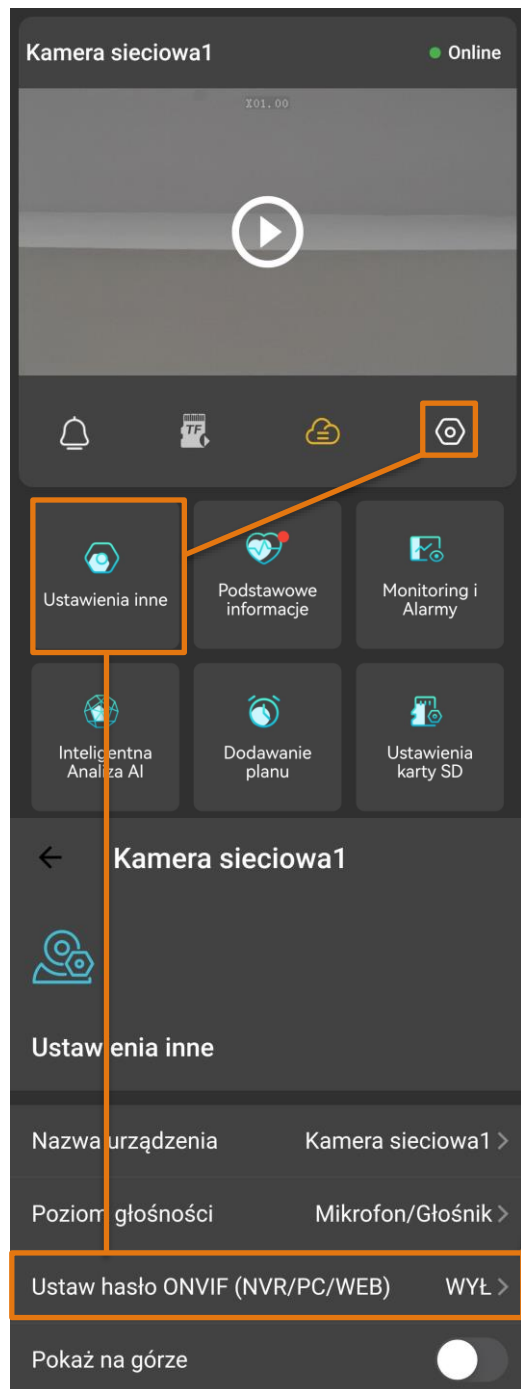 Kamera sieciowa1
Online
X01.00
TF
Ustawienia inne
Podstawowe
informacje
Monitoring i
Alarmy
Inteligentna
Analiza AI
Dodawanie
planu
Ustawienia
karty SD
Kamera sieciowa1
Ustawienia inne
Nazwa urządzenia Kamera sieciowa1
Poziom głośności Mikrofon/Głośnik
Ustaw hasło ONVIF (NVR/PC/WEB) WYŁ
Pokaż na górze